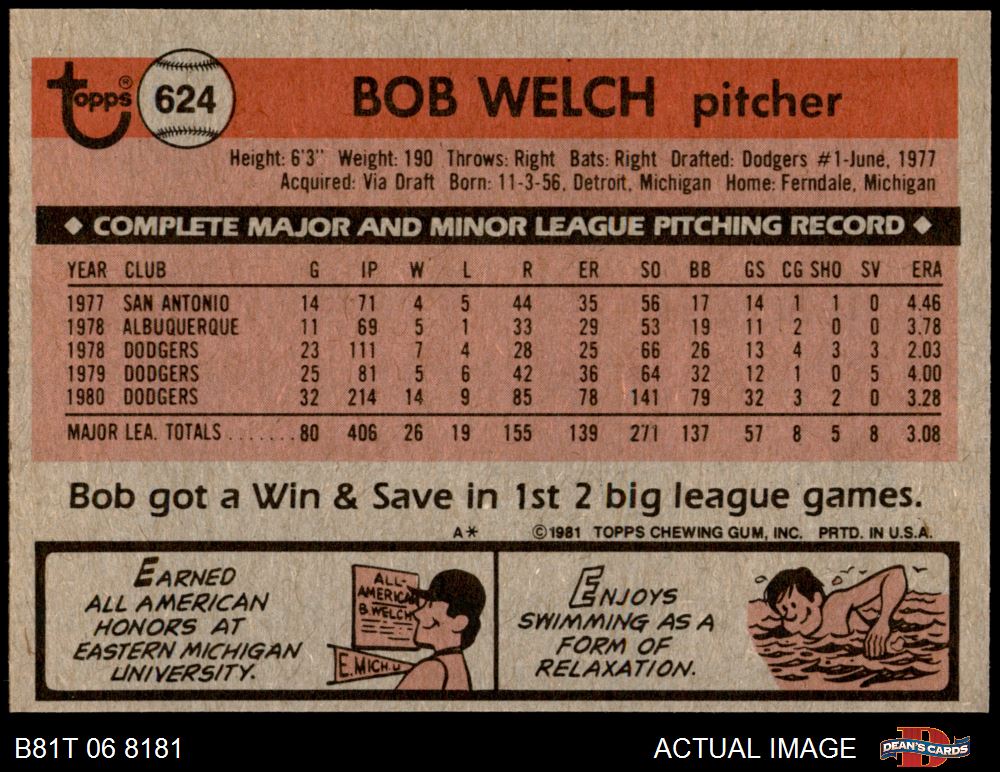 topps®
624
BOB WELCH pitcher
Height: 6'3" Weight: 190 Throws: Right Bats: Right Drafted: Dodgers #1-June, 1977
Acquired: Via Draft Born: 11-3-56, Detroit, Michigan Home: Ferndale, Michigan
◆ COMPLETE MAJOR AND MINOR LEAGUE PITCHING RECORD ◆
YEAR CLUB G IP W L R ER SO BB GS CG SHO SV ERA
1977 SAN ANTONIO 14 71 4 5 44 35 56 17 14 1 1 0 4.46
1978 ALBUQUERQUE 11 69 5 1 33 29 53 19 11 2 0 0 3.78
1978 DODGERS 23 111 7 4 28 25 66 26 13 4 3 3 2.03
1979 DODGERS 25 81 5 6 42 36 64 32 12 1 0 5 4.00
1980 DODGERS 32 214 14 9 85 78 141 79 32 3 2 0 3.28
MAJOR LEA. TOTALS.......80 406 26 19 155 139 271 137 57 8 5 8 3.08
Bob got a Win & Save in 1st 2 big league games.
A* ©1981 TOPPS CHEWING GUM, INC. PRTD. IN U.S.A.
EARNED
ALL AMERICAN
HONORS AT
EASTERN MICHIGAN
UNIVERSITY.
ALL-
AMERICAN
B. WELCH
E. MICH. U
ENJOYS
SWIMMING AS A
FORM OF
RELAXATION.
B81T 06 8181
ACTUAL IMAGE
DEAN'S CARDS